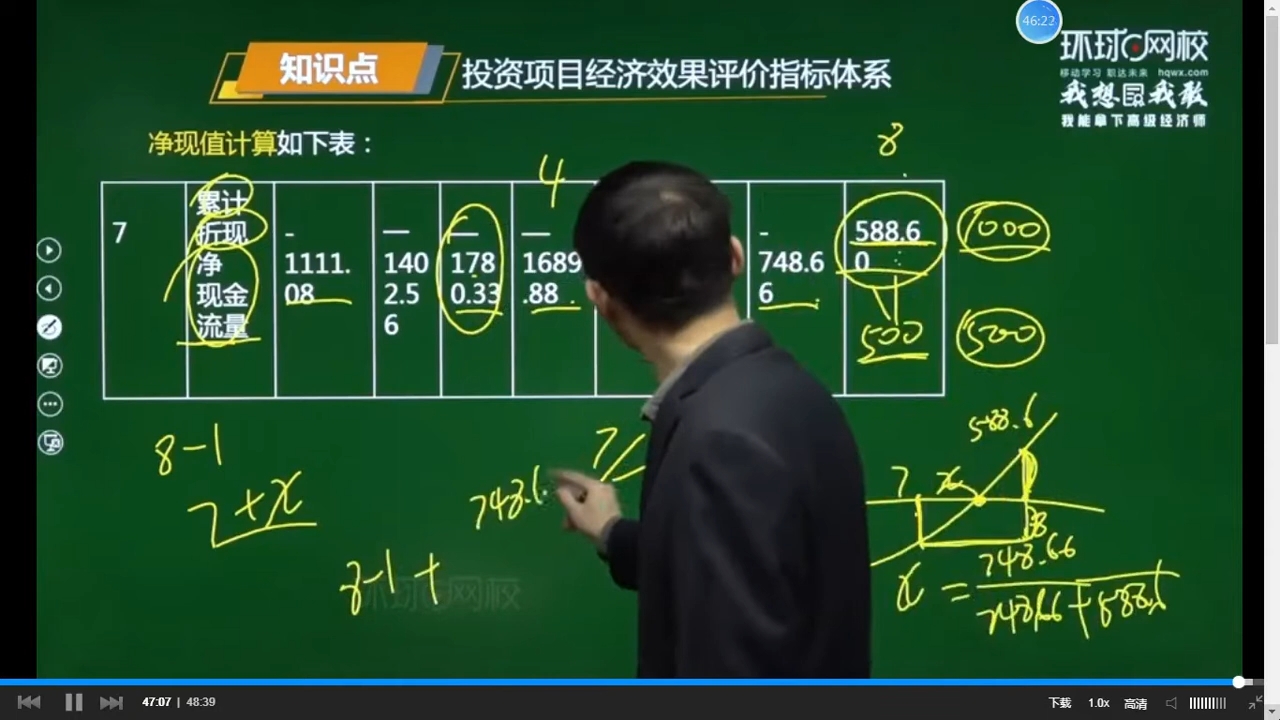 46:22
环球网校
移动学习 职达未来 hqwx.com
我想我敢
我能拿下高级经济师
知识点
投资项目经济效果评价指标体系
净现值计算如下表：
4
8
7
累计
折现
净
现金
流量
-
1111.
08
—
140
2.5
6
—
178
0.33
—
1689
.88
-
748.6
6
588.6
0
1000
500
500
8-1
7+x
8-1+
7
748.6
588.6
7
x
8
x = 748.66
748.66+588.6
环球网校
47:07 | 48:39
下载
1.0x
高清